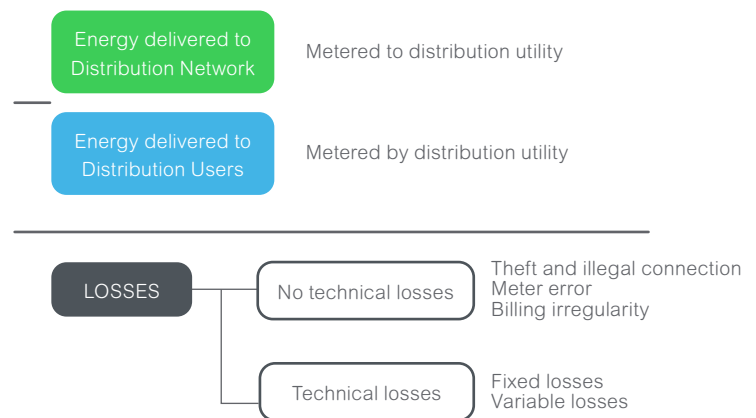 Energy delivered to
Distribution Network
Metered to distribution utility
Energy delivered to
Distribution Users
Metered by distribution utility
LOSSES
No technical losses
Theft and illegal connection
Meter error
Billing irregularity
Technical losses
Fixed losses
Variable losses